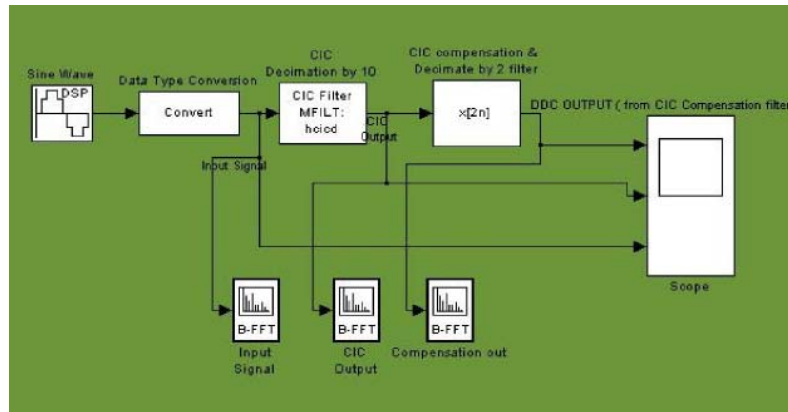 Sine Wave
DSP
Data Type Conversion
Convert
CIC
Decimation by 10
CIC Filter
MFILT:
hcicd
CIC
Output
CIC compensation &
Decimate by 2 filter
x[2n]
DDC OUTPUT ( from CIC Compensation filter
Input Signal
Scope
B-FFT
Input
Signal
B-FFT
CIC
Output
B-FFT
Compensation out